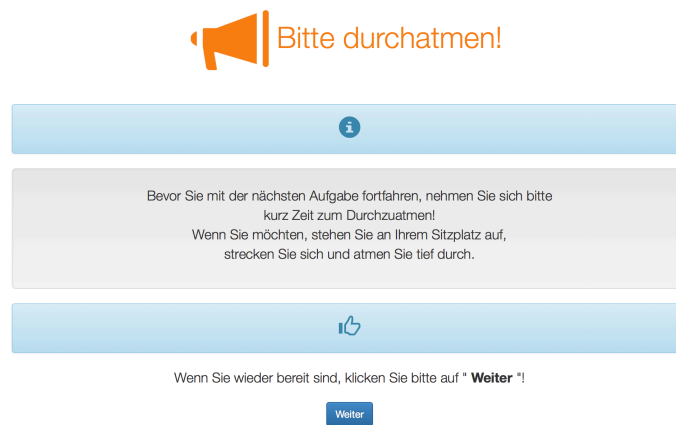 Bitte durchatmen!
Bevor Sie mit der nächsten Aufgabe fortfahren, nehmen Sie sich bitte
kurz Zeit zum Durchzuatmen!
Wenn Sie möchten, stehen Sie an Ihrem Sitzplatz auf,
strecken Sie sich und atmen Sie tief durch.
Wenn Sie wieder bereit sind, klicken Sie bitte auf " Weiter "!
Weiter